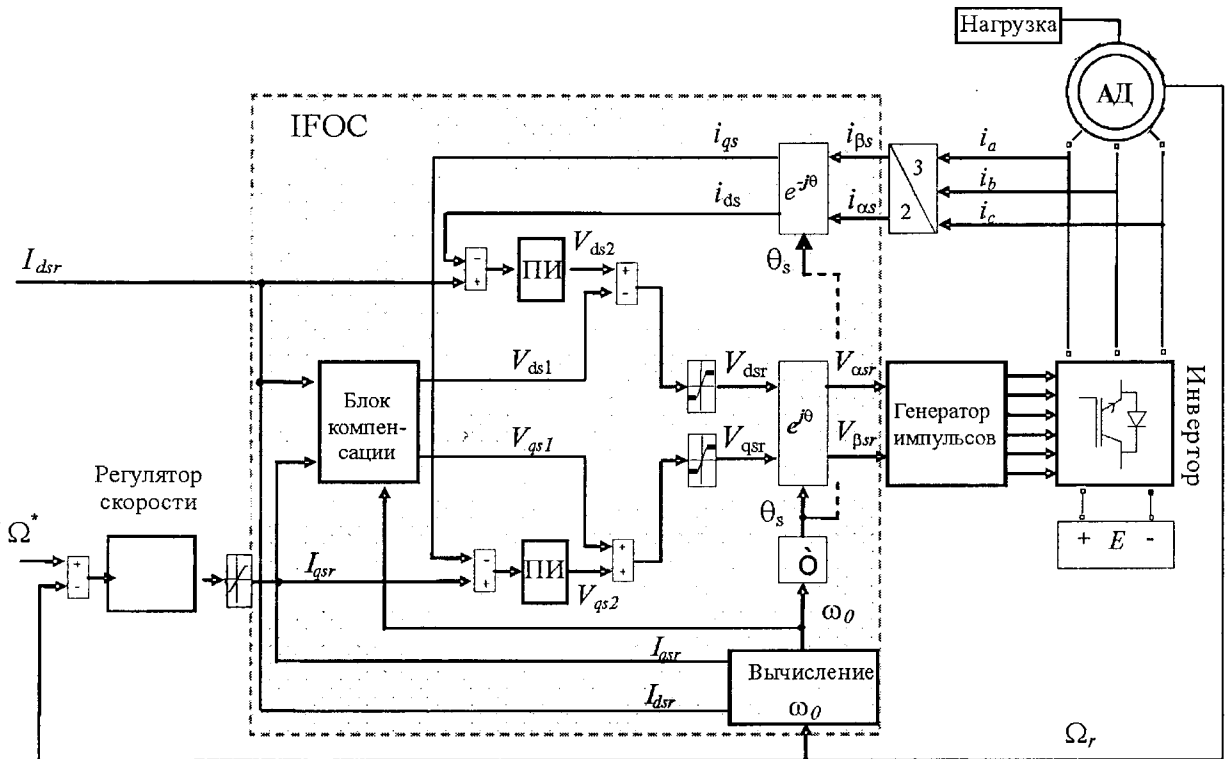 Нагрузка
АД
IFOC
i_qs
i_βs
i_a
3
e^-jθ
i_b
i_ds
i_αs
2
i_c
I_dsr
V_ds2
θ_s
-
+
ПИ
+
-
V_ds1
V_dsr
V_αsr
Блок
компен-
сации
e^jθ
Генератор
импульсов
Инвертор
V_qs1
V_qsr
V_βsr
Регулятор
скорости
θ_s
Ω*
+
-
I_qsr
-
+
ПИ
+
+
Ò
+ E -
V_qs2
ω_0
I_qsr
Вычисление
ω_0
I_dsr
Ω_r